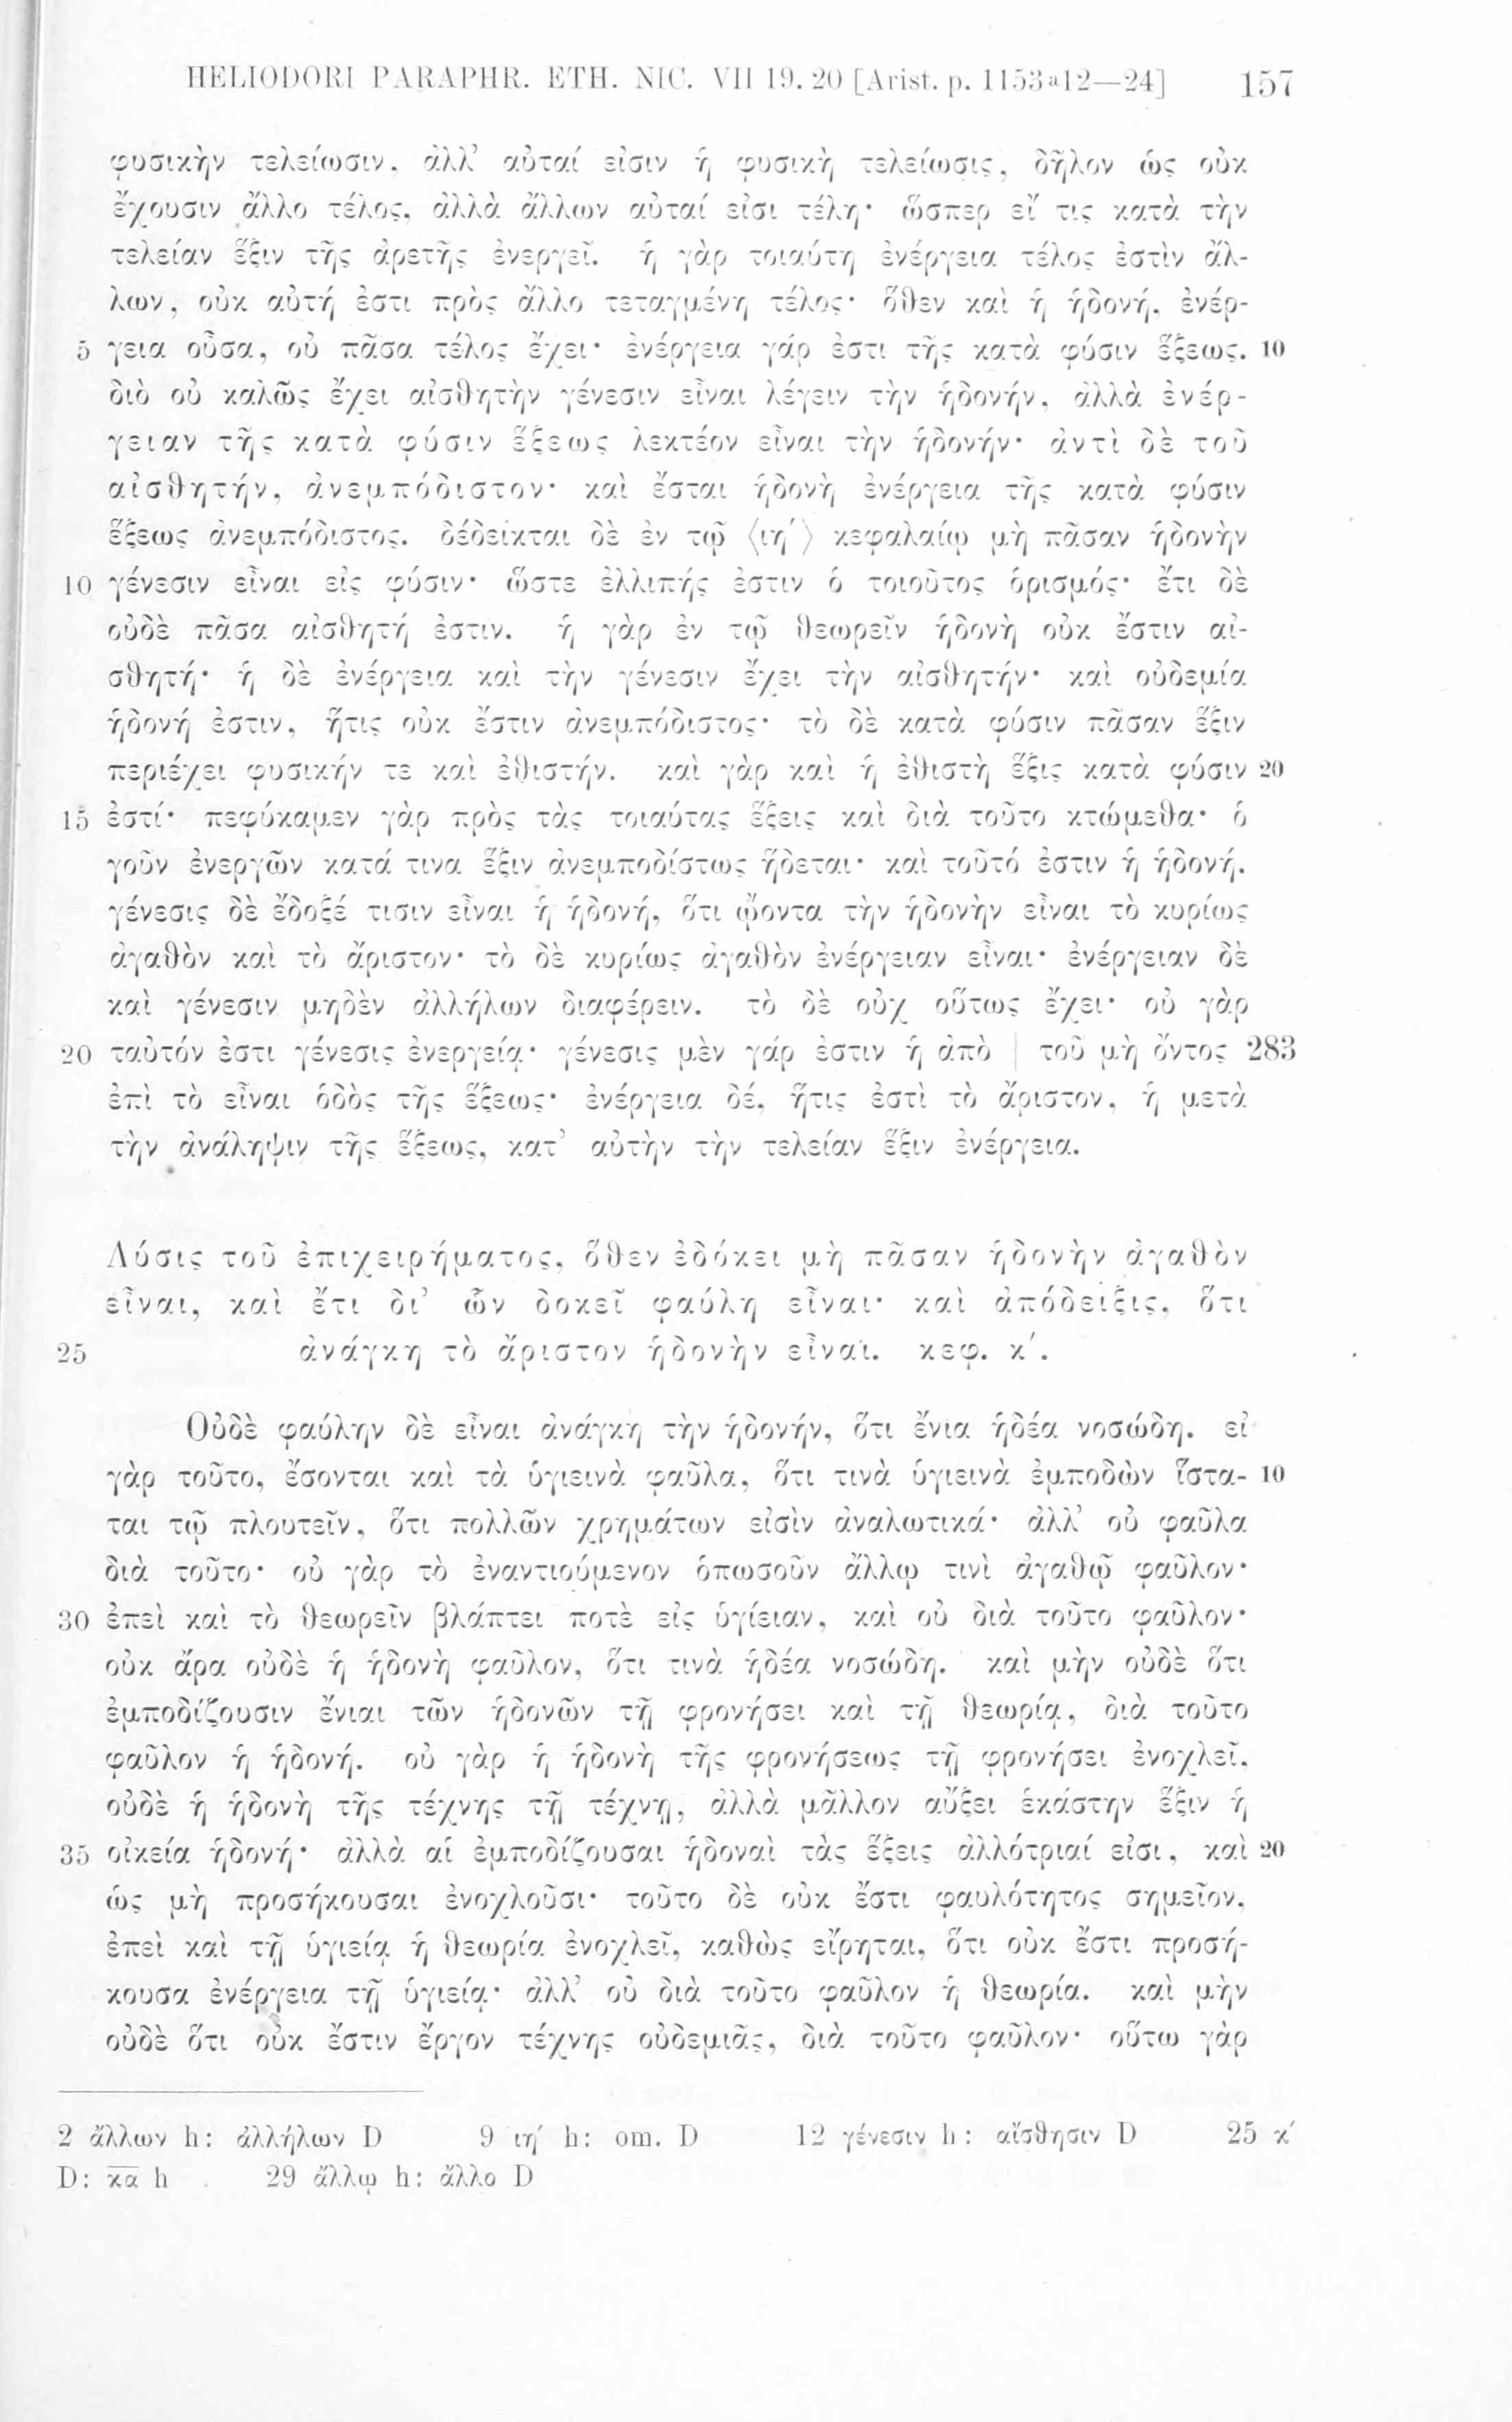 HELIODORI PARAPHR. ETH. NIC. VII 19. 20 [Arist. p. 1153 a 12—24] 157
φυσικὴν τελείωσιν, ἀλλ’ αὐταί εἰσιν ἡ φυσικὴ τελείωσις, δῆλον ὡς οὐκ
ἔχουσιν ἄλλο τέλος, ἀλλὰ ἄλλων αὐταί εἰσι τέλη· ὥσπερ εἴ τις κατὰ τὴν
τελείαν ἕξιν τῆς ἀρετῆς ἐνεργεῖ. ἡ γὰρ τοιαύτη ἐνέργεια τέλος ἐστὶν ἄλ-
λων, οὐκ αὐτή ἐστι πρὸς ἄλλο τεταγμένη τέλος· ὅθεν καὶ ἡ ἡδονή, ἐνέρ-
5 γεια οὖσα, οὐ πᾶσα τέλος ἔχει· ἐνέργεια γάρ ἐστι τῆς κατὰ φύσιν ἕξεως. 10
διὸ οὐ καλῶς ἔχει αἰσθητὴν γένεσιν εἶναι λέγειν τὴν ἡδονήν, ἀλλὰ ἐνέρ-
γειαν τῆς κατὰ φύσιν ἕξεως λεκτέον εἶναι τὴν ἡδονήν· ἀντὶ δὲ τοῦ
αἰσθητήν, ἀνεμπόδιστον· καὶ ἔσται ἡδονὴ ἐνέργεια τῆς κατὰ φύσιν
ἕξεως ἀνεμπόδιστος. δέδεικται δὲ ἐν τῷ ⟨ιη′⟩ κεφαλαίῳ μὴ πᾶσαν ἡδονὴν
10 γένεσιν εἶναι εἰς φύσιν· ὥστε ἐλλιπής ἐστιν ὁ τοιοῦτος ὁρισμός· ἔτι δὲ
οὐδὲ πᾶσα αἰσθητή ἐστιν. ἡ γὰρ ἐν τῷ θεωρεῖν ἡδονὴ οὐκ ἔστιν αἰ-
σθητή· ἡ δὲ ἐνέργεια καὶ τὴν γένεσιν ἔχει τὴν αἰσθητήν· καὶ οὐδεμία
ἡδονή ἐστιν, ἥτις οὐκ ἔστιν ἀνεμπόδιστος· τὸ δὲ κατὰ φύσιν πᾶσαν ἕξιν
περιέχει φυσικήν τε καὶ ἐθιστήν. καὶ γὰρ καὶ ἡ ἐθιστὴ ἕξις κατὰ φύσιν 20
15 ἐστί· πεφύκαμεν γὰρ πρὸς τὰς τοιαύτας ἕξεις καὶ διὰ τοῦτο κτώμεθα· ὁ
γοῦν ἐνεργῶν κατά τινα ἕξιν ἀνεμποδίστως ἥδεται· καὶ τοῦτό ἐστιν ἡ ἡδονή.
γένεσις δὲ ἔδοξέ τισιν εἶναι ἡ ἡδονή, ὅτι ᾤοντα τὴν ἡδονὴν εἶναι τὸ κυρίως
ἀγαθὸν καὶ τὸ ἄριστον· τὸ δὲ κυρίως ἀγαθὸν ἐνέργειαν εἶναι· ἐνέργειαν δὲ
καὶ γένεσιν μηδὲν ἀλλήλων διαφέρειν. τὸ δὲ οὐχ οὕτως ἔχει· οὐ γὰρ
20 ταὐτόν ἐστι γένεσις ἐνεργείᾳ· γένεσις μὲν γάρ ἐστιν ἡ ἀπὸ | τοῦ μὴ ὄντος 283
ἐπὶ τὸ εἶναι ὁδὸς τῆς ἕξεως· ἐνέργεια δέ, ἥτις ἐστὶ τὸ ἄριστον, ἡ μετὰ
τὴν ἀνάληψιν τῆς ἕξεως, κατ’ αὐτὴν τὴν τελείαν ἕξιν ἐνέργεια.
Λύσις τοῦ ἐπιχειρήματος, ὅθεν ἐδόκει μὴ πᾶσαν ἡδονὴν ἀγαθὸν
εἶναι, καὶ ἔτι δι’ ὧν δοκεῖ φαύλη εἶναι· καὶ ἀπόδειξις, ὅτι
25 ἀνάγκη τὸ ἄριστον ἡδονὴν εἶναι. κεφ. κ′.
Οὐδὲ φαύλην δὲ εἶναι ἀνάγκη τὴν ἡδονήν, ὅτι ἔνια ἡδέα νοσώδη. εἰ
γὰρ τοῦτο, ἔσονται καὶ τὰ ὑγιεινὰ φαῦλα, ὅτι τινὰ ὑγιεινὰ ἐμποδὼν ἵστα- 10
ται τῷ πλουτεῖν, ὅτι πολλῶν χρημάτων εἰσὶν ἀναλωτικά· ἀλλ’ οὐ φαῦλα
διὰ τοῦτο· οὐ γὰρ τὸ ἐναντιούμενον ὁπωσοῦν ἄλλῳ τινὶ ἀγαθῷ φαῦλον·
30 ἐπεὶ καὶ τὸ θεωρεῖν βλάπτει ποτὲ εἰς ὑγίειαν, καὶ οὐ διὰ τοῦτο φαῦλον·
οὐκ ἄρα οὐδὲ ἡ ἡδονὴ φαῦλον, ὅτι τινὰ ἡδέα νοσώδη. καὶ μὴν οὐδὲ ὅτι
ἐμποδίζουσιν ἔνιαι τῶν ἡδονῶν τῇ φρονήσει καὶ τῇ θεωρίᾳ, διὰ τοῦτο
φαῦλον ἡ ἡδονή. οὐ γὰρ ἡ ἡδονὴ τῆς φρονήσεως τῇ φρονήσει ἐνοχλεῖ,
οὐδὲ ἡ ἡδονὴ τῆς τέχνης τῇ τέχνῃ, ἀλλὰ μᾶλλον αὔξει ἑκάστην ἕξιν ἡ
35 οἰκεία ἡδονή· ἀλλὰ αἱ ἐμποδίζουσαι ἡδοναὶ τὰς ἕξεις ἀλλότριαί εἰσι, καὶ 20
ὡς μὴ προσήκουσαι ἐνοχλοῦσι· τοῦτο δὲ οὐκ ἔστι φαυλότητος σημεῖον,
ἐπεὶ καὶ τῇ ὑγιείᾳ ἡ θεωρία ἐνοχλεῖ, καθὼς εἴρηται, ὅτι οὐκ ἔστι προσή-
κουσα ἐνέργεια τῇ ὑγιείᾳ· ἀλλ’ οὐ διὰ τοῦτο φαῦλον ἡ θεωρία. καὶ μὴν
οὐδὲ ὅτι οὐκ ἔστιν ἔργον τέχνης οὐδεμιᾶς, διὰ τοῦτο φαῦλον· οὕτω γὰρ
2 ἄλλων h: ἀλλήλων D 9 ιη′ h: om. D 12 γένεσιν h: αἴσθησιν D 25 κ′
D: κ̅α̅ h 29 ἄλλῳ h: ἄλλο D